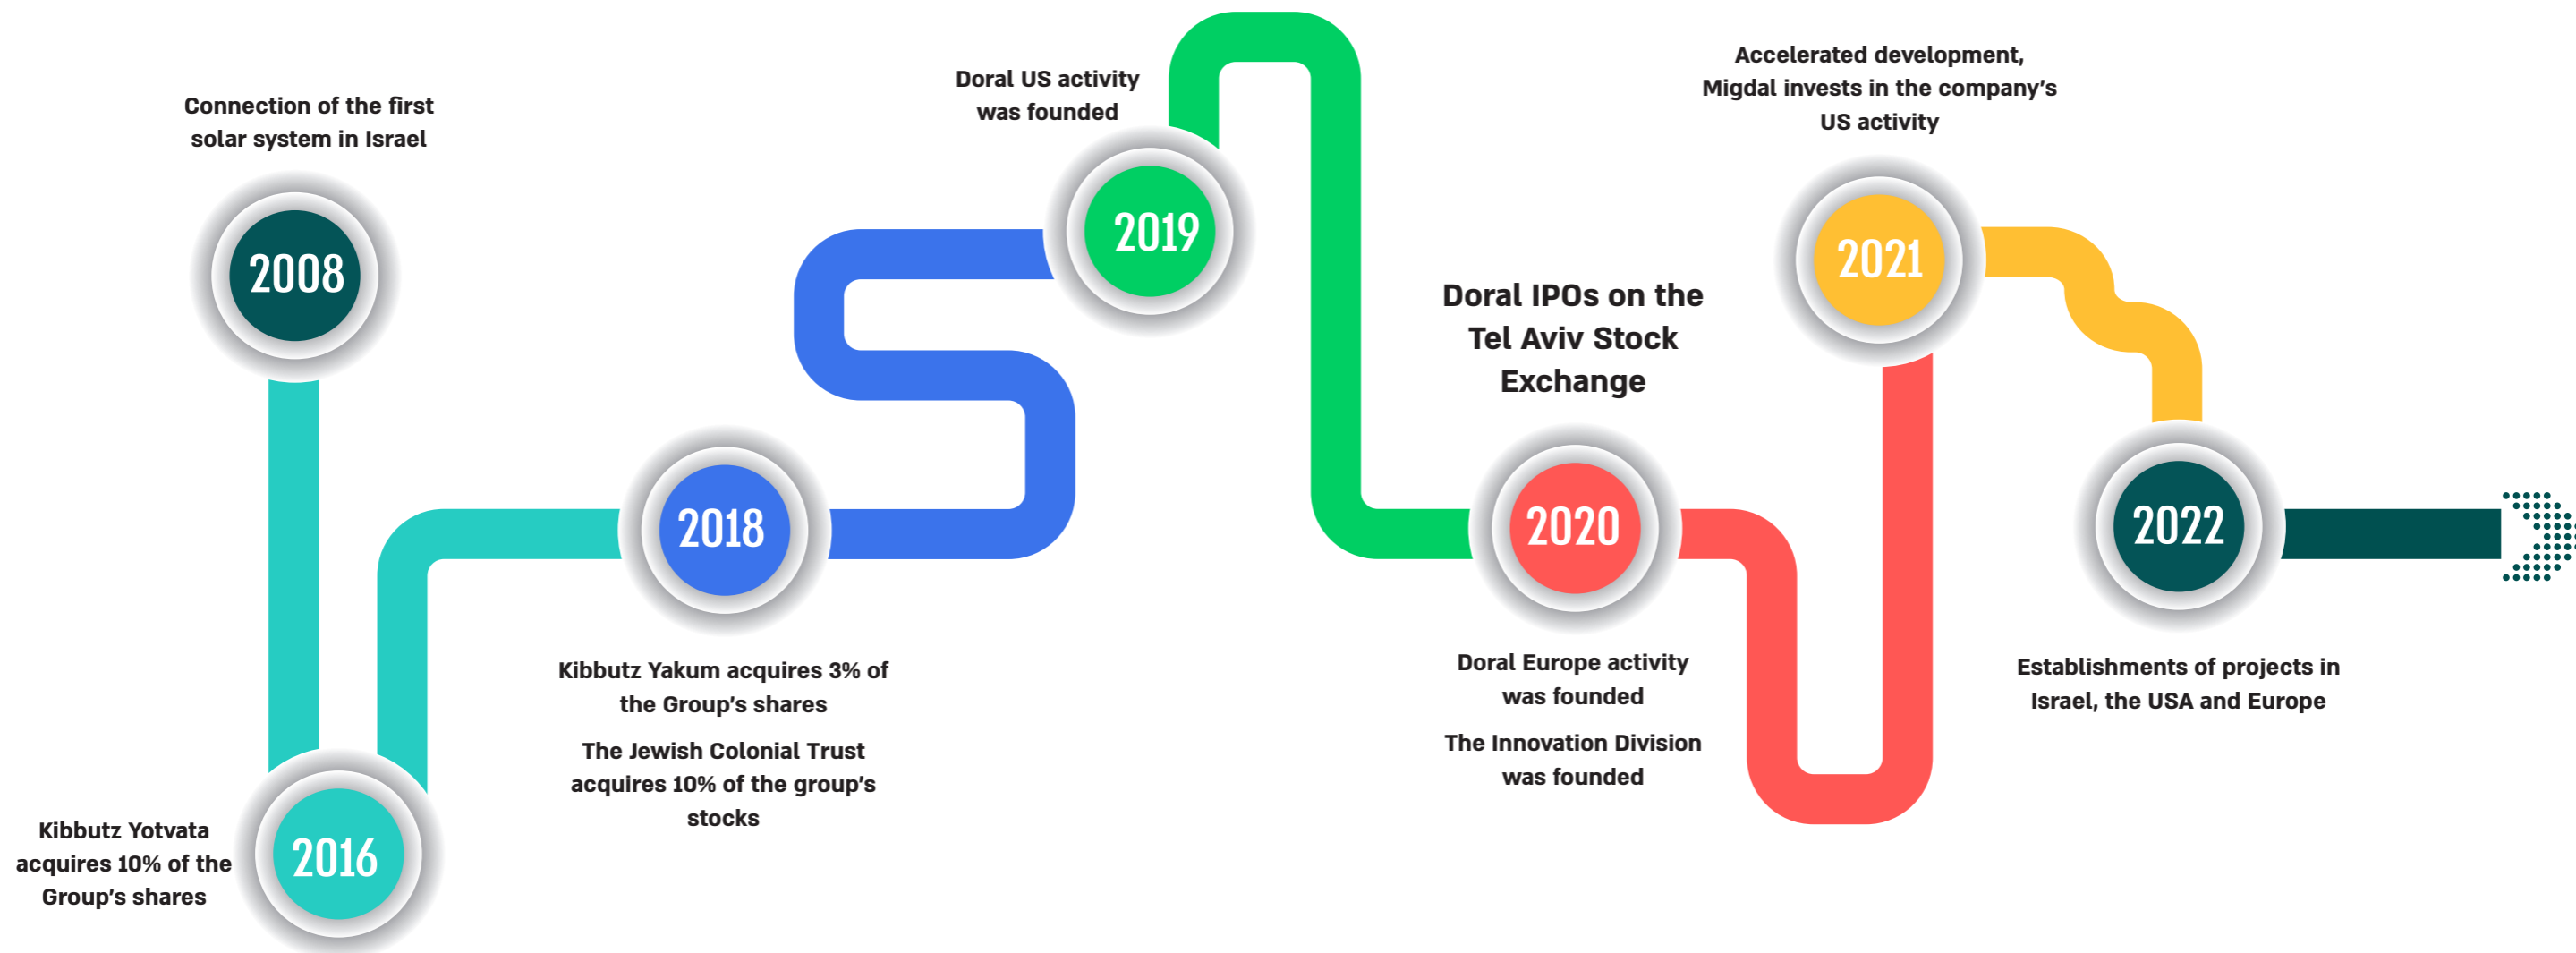 Connection of the first
solar system in Israel
2008
Kibbutz Yotvata
acquires 10% of the
Group's shares
2016
2018
Kibbutz Yakum acquires 3% of
the Group's shares
The Jewish Colonial Trust
acquires 10% of the group's
stocks
Doral US activity
was founded
2019
Doral IPOs on the
Tel Aviv Stock
Exchange
2020
Doral Europe activity
was founded
The Innovation Division
was founded
Accelerated development,
Migdal invests in the company's
US activity
2021
2022
Establishments of projects in
Israel, the USA and Europe